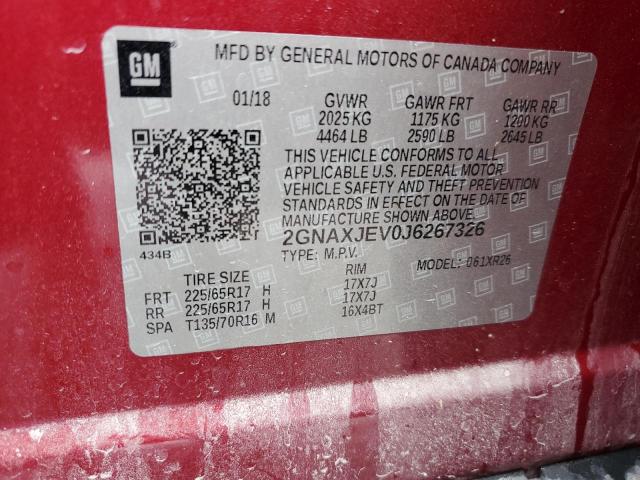 GM
MFD BY GENERAL MOTORS OF CANADA COMPANY
01/18 GVWR GAWR FRT GAWR RR
2025 KG 1175 KG 1200 KG
4464 LB 2590 LB 2645 LB
THIS VEHICLE CONFORMS TO ALL
APPLICABLE U.S. FEDERAL MOTOR
VEHICLE SAFETY AND THEFT PREVENTION
STANDARDS IN EFFECT ON THE DATE OF
MANUFACTURE SHOWN ABOVE.
2GNAXJEV0J6267326
434B TYPE: M.P.V. MODEL: 061XR26
TIRE SIZE RIM
FRT 225/65R17 H 17X7J
RR 225/65R17 H 17X7J
SPA T135/70R16 M 16X4BT